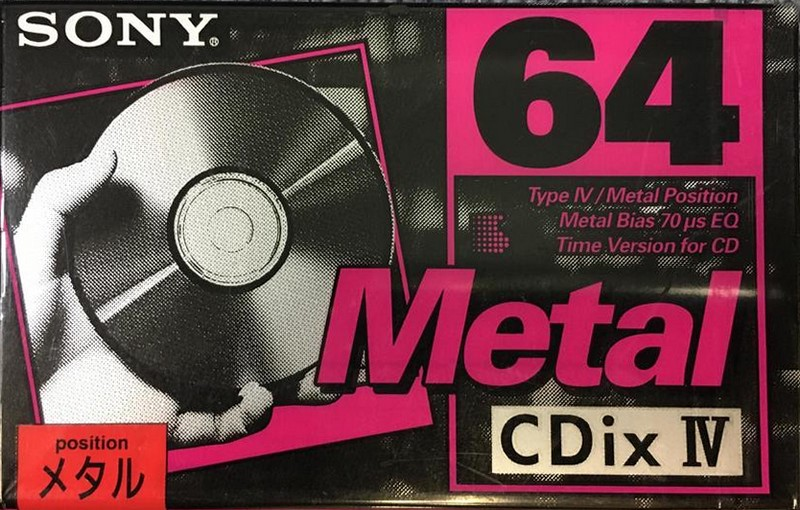 SONY®
64
Type IV / Metal Position
Metal Bias 70 µs EQ
Time Version for CD
Metal
CDix IV
position
メタル